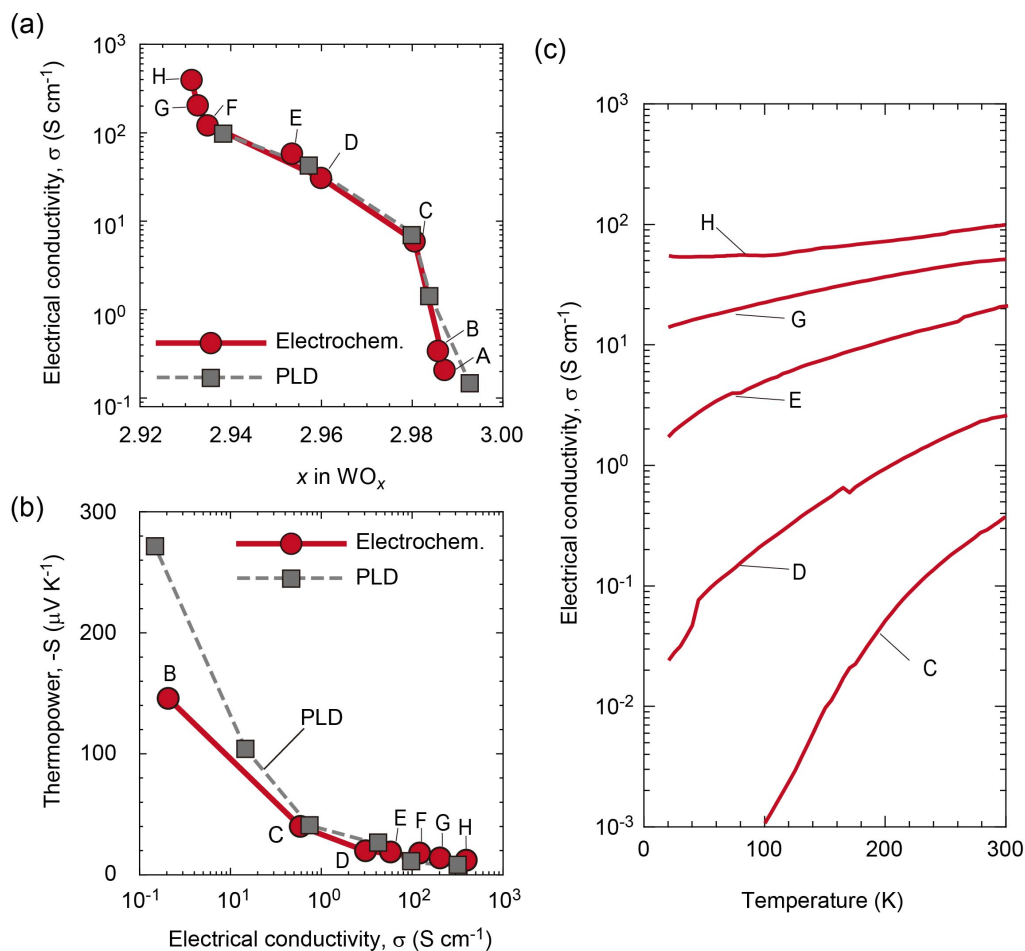 (a)
10³
10²
10¹
10⁰
10⁻¹
Electrical conductivity, σ (S cm⁻¹)
H
G
F
E
D
C
B
A
Electrochem.
PLD
2.92 2.94 2.96 2.98 3.00
x in WOₓ
(b)
300
200
100
0
Thermopower, -S (μV K⁻¹)
Electrochem.
PLD
B
PLD
C
D
E
F
G
H
10⁻¹ 10¹ 10⁰ 10¹ 10² 10³
Electrical conductivity, σ (S cm⁻¹)
(c)
10³
10²
10¹
10⁰
10⁻¹
10⁻²
10⁻³
Electrical conductivity, σ (S cm⁻¹)
H
G
E
D
C
0 100 200 300
Temperature (K)